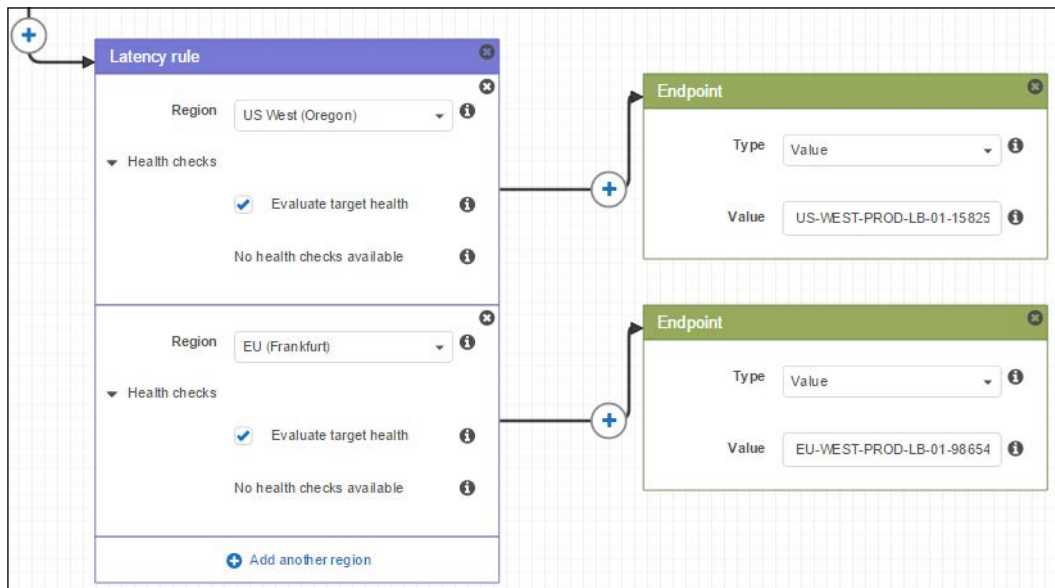 Latency rule
Region US West (Oregon)
Health checks
Evaluate target health
No health checks available
Endpoint
Type Value
Value US-WEST-PROD-LB-01-15825
Region EU (Frankfurt)
Health checks
Evaluate target health
No health checks available
Add another region
Endpoint
Type Value
Value EU-WEST-PROD-LB-01-98654